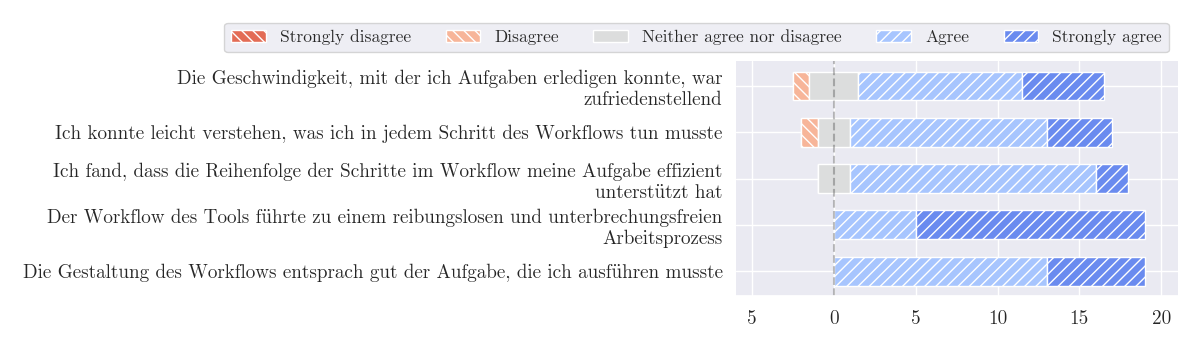 Strongly disagree Disagree Neither agree nor disagree Agree Strongly agree
Die Geschwindigkeit, mit der ich Aufgaben erledigen konnte, war
zufriedenstellend
Ich konnte leicht verstehen, was ich in jedem Schritt des Workflows tun musste
Ich fand, dass die Reihenfolge der Schritte im Workflow meine Aufgabe effizient
unterstützt hat
Der Workflow des Tools führte zu einem reibungslosen und unterbrechungsfreien
Arbeitsprozess
Die Gestaltung des Workflows entsprach gut der Aufgabe, die ich ausführen musste
5 0 5 10 15 20